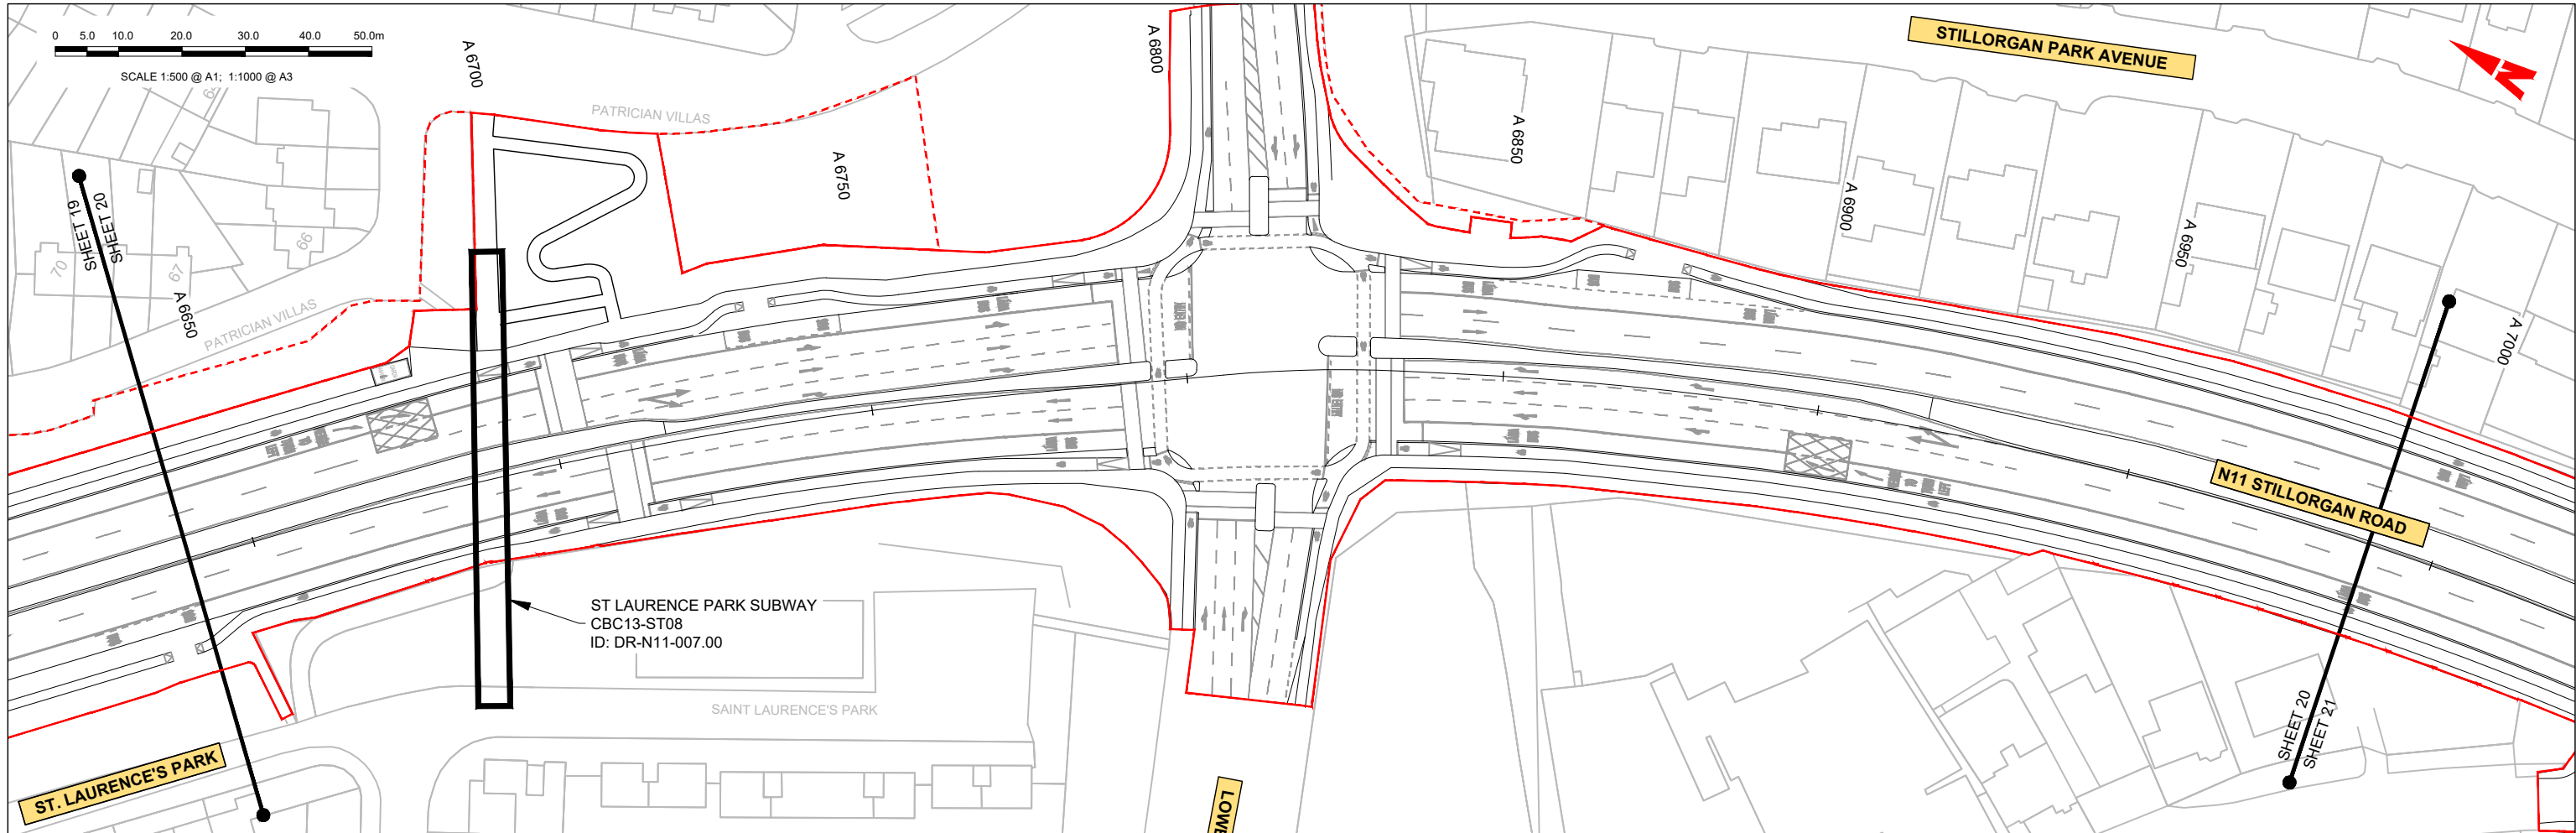 0 5.0 10.0 20.0 30.0 40.0 50.0m
SCALE 1:500 @ A1; 1:1000 @ A3
A 6700
A 6800
STILLORGAN PARK AVENUE
N
PATRICIAN VILLAS
A 6750
A 6850
A 6900
A 6950
A 7000
SHEET 19
SHEET 20
70
67
66
A 6650
PATRICIAN VILLAS
N11 STILLORGAN ROAD
ST LAURENCE PARK SUBWAY
CBC13-ST08
ID: DR-N11-007.00
SAINT LAURENCE'S PARK
ST. LAURENCE'S PARK
SHEET 20
SHEET 21